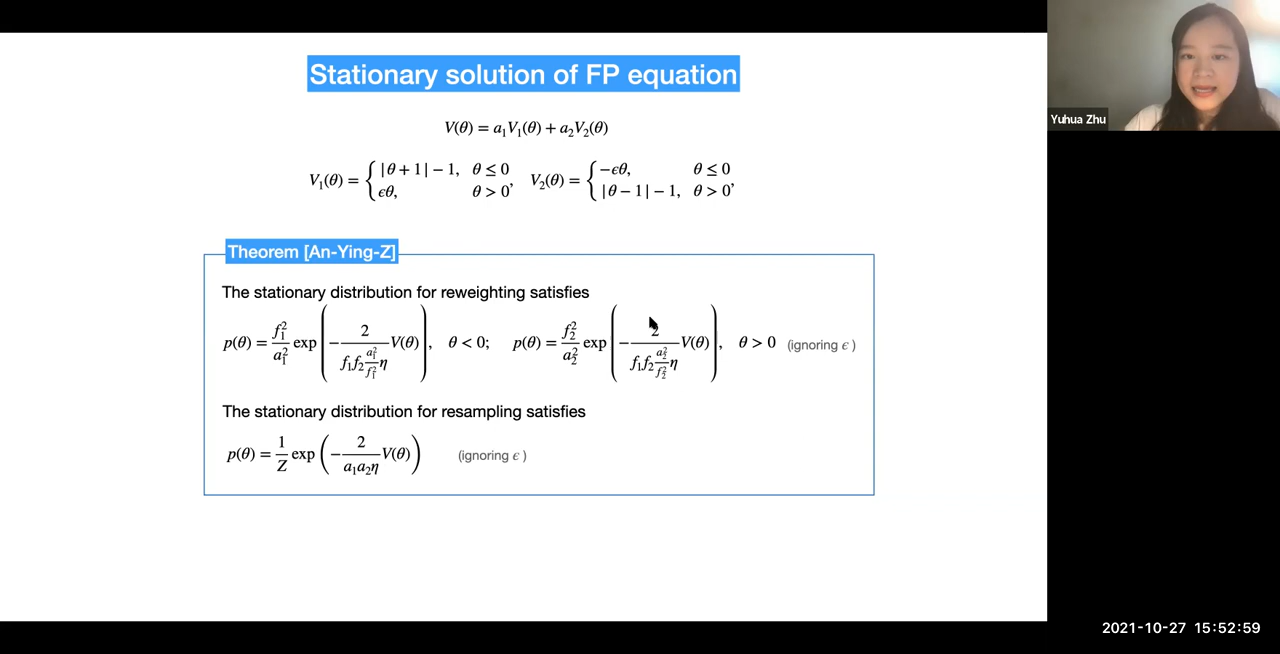 Stationary solution of FP equation
V(θ) = a₁V₁(θ) + a₂V₂(θ)
V₁(θ) = { |θ + 1| − 1, θ ≤ 0; ϵθ, θ > 0, V₂(θ) = { −ϵθ, θ ≤ 0; |θ − 1| − 1, θ > 0,
Theorem [An-Ying-Z]
The stationary distribution for reweighting satisfies
p(θ) = f₁²/a₁² exp( − 2/(f₁f₂ (a₁²/f₁²) η) V(θ) ), θ < 0; p(θ) = f₂²/a₂² exp( − 2/(f₁f₂ (a₂²/f₂²) η) V(θ) ), θ > 0 (ignoring ϵ )
The stationary distribution for resampling satisfies
p(θ) = 1/Z exp( − 2/(a₁a₂η) V(θ) ) (ignoring ϵ )
Yuhua Zhu
2021-10-27 15:52:59